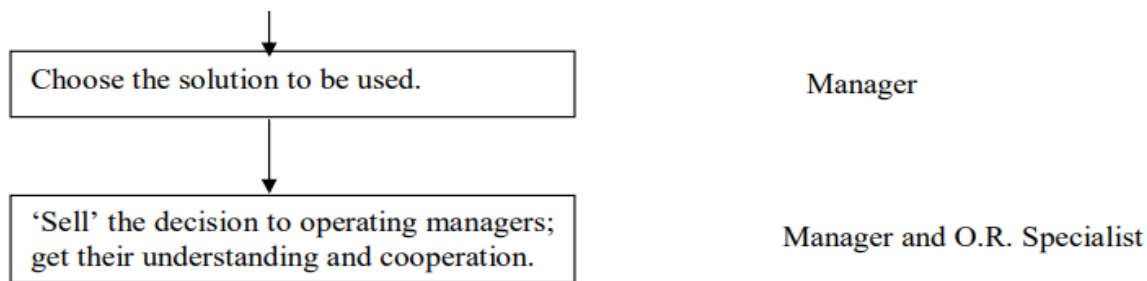 Choose the solution to be used.
Manager
‘Sell’ the decision to operating managers;
get their understanding and cooperation.
Manager and O.R. Specialist